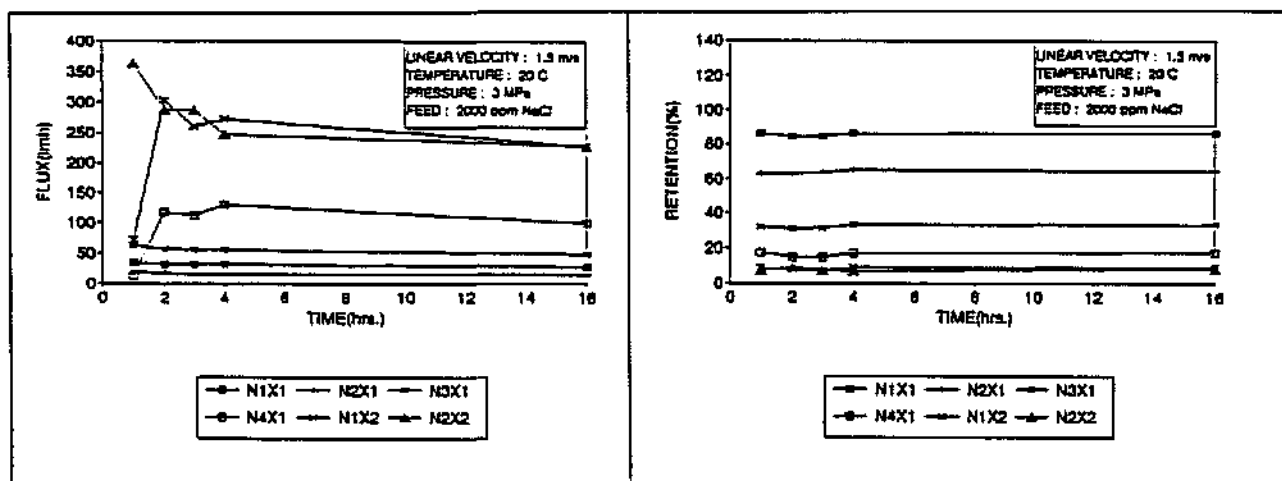 400
350
300
250
200
150
100
50
0
FLUX(lmh)
LINEAR VELOCITY : 1.5 m/s
TEMPERATURE : 20 C
PRESSURE : 3 MPa
FEED : 2000 ppm NaCl
0 2 4 6 8 10 12 14 16
TIME(hrs.)
N1X1 N2X1 N3X1
N4X1 N1X2 N2X2
140
120
100
80
60
40
20
0
RETENTION(%)
LINEAR VELOCITY : 1.5 m/s
TEMPERATURE : 20 C
PRESSURE : 3 MPa
FEED : 2000 ppm NaCl
0 2 4 6 8 10 12 14 16
TIME(hrs.)
N1X1 N2X1 N3X1
N4X1 N1X2 N2X2